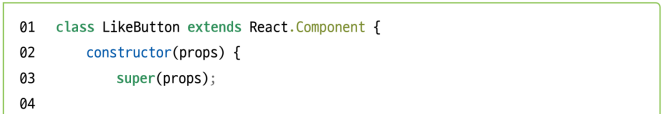 01 class LikeButton extends React.Component {
02     constructor(props) {
03         super(props);
04